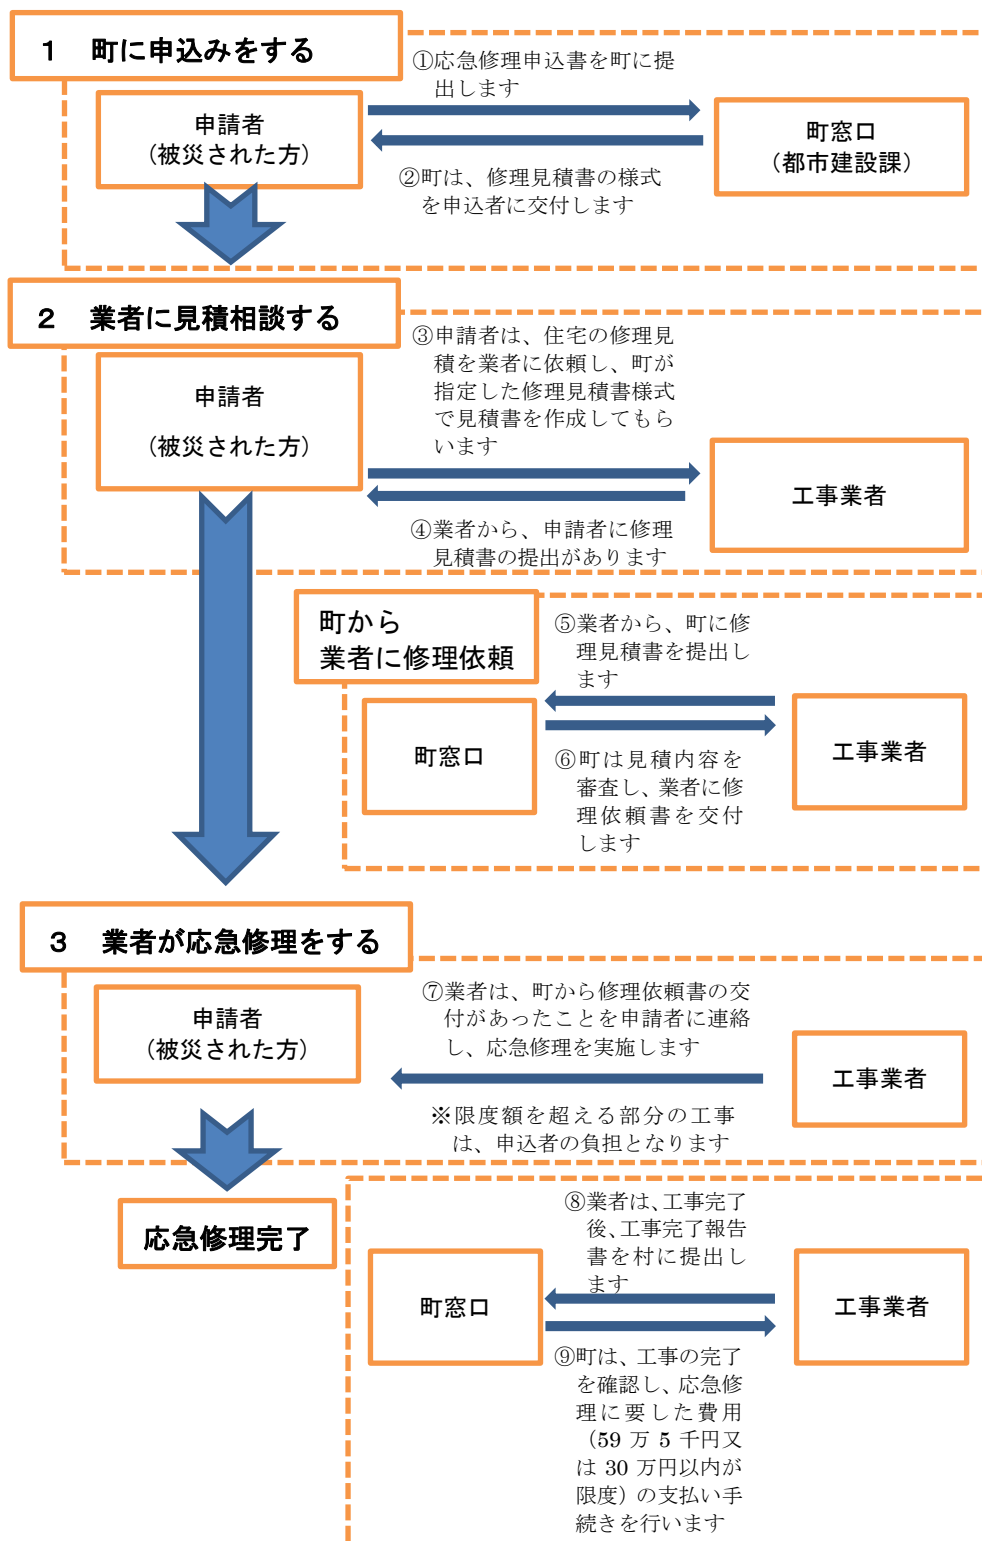 １　町に申込みをする
①応急修理申込書を町に提
出します
申請者
（被災された方）
町窓口
（都市建設課）
②町は、修理見積書の様式
を申込者に交付します
２　業者に見積相談する
③申請者は、住宅の修理見
積を業者に依頼し、町が
指定した修理見積書様式
で見積書を作成してもら
います
申請者
（被災された方）
工事業者
④業者から、申請者に修理
見積書の提出があります
町から
業者に修理依頼
⑤業者から、町に修
理見積書を提出し
ます
町窓口
工事業者
⑥町は見積内容を
審査し、業者に修
理依頼書を交付
します
３　業者が応急修理をする
⑦業者は、町から修理依頼書の交
付があったことを申請者に連絡
し、応急修理を実施します
申請者
（被災された方）
工事業者
※限度額を超える部分の工事
は、申込者の負担となります
応急修理完了
⑧業者は、工事完了
後、工事完了報告
書を村に提出し
ます
町窓口
工事業者
⑨町は、工事の完了
を確認し、応急修
理に要した費用
（59 万 5 千円又
は 30 万円以内が
限度）の支払い手
続きを行います